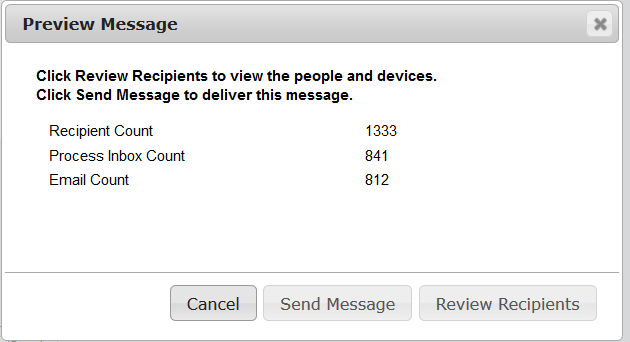 Preview Message
Click Review Recipients to view the people and devices.
Click Send Message to deliver this message.
Recipient Count 1333
Process Inbox Count 841
Email Count 812
Cancel Send Message Review Recipients